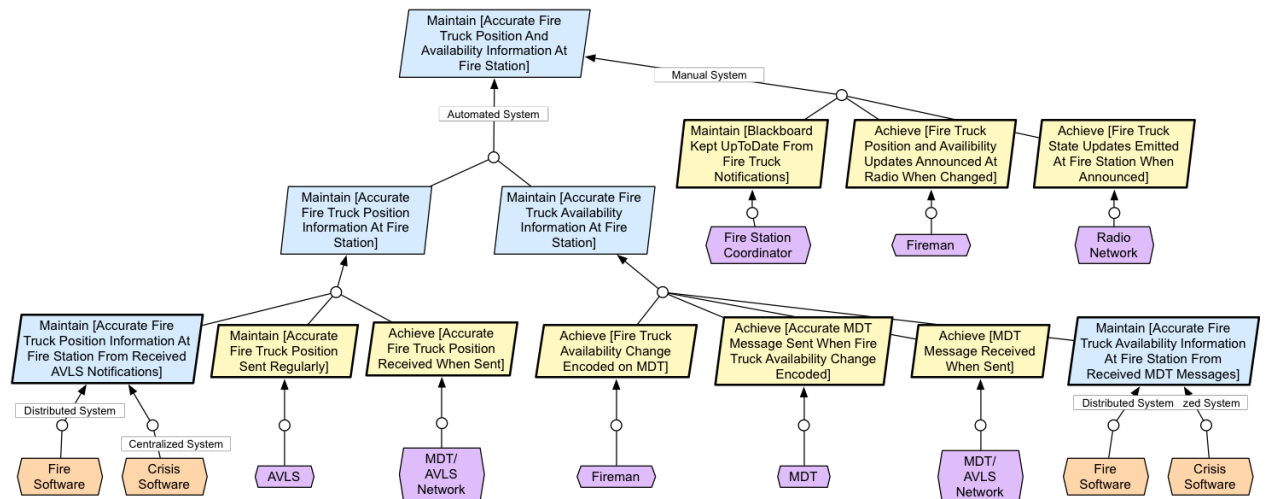 Maintain [Accurate Fire
Truck Position And
Availability Information At
Fire Station]
Manual System
Automated System
Maintain [Blackboard
Kept UpToDate From
Fire Truck
Notifications]
Achieve [Fire Truck
Position and Availibility
Updates Announced At
Radio When Changed]
Achieve [Fire Truck
State Updates Emitted
At Fire Station When
Announced]
Maintain [Accurate
Fire Truck Position
Information At Fire
Station]
Maintain [Accurate Fire
Truck Availability
Information At Fire
Station]
Fire Station
Coordinator
Fireman
Radio
Network
Maintain [Accurate Fire
Truck Position Information At
Fire Station From Received
AVLS Notifications]
Maintain [Accurate
Fire Truck Position
Sent Regularly]
Achieve [Accurate
Fire Truck Position
Received When Sent]
Achieve [Fire Truck
Availability Change
Encoded on MDT]
Achieve [Accurate MDT
Message Sent When Fire
Truck Availability Change
Encoded]
Achieve [MDT
Message Received
When Sent]
Maintain [Accurate Fire
Truck Availability Information
At Fire Station From
Received MDT Messages]
Distributed System
Centralized System
Distributed System
zed System
Fire
Software
Crisis
Software
AVLS
MDT/
AVLS
Network
Fireman
MDT
MDT/
AVLS
Network
Fire
Software
Crisis
Software